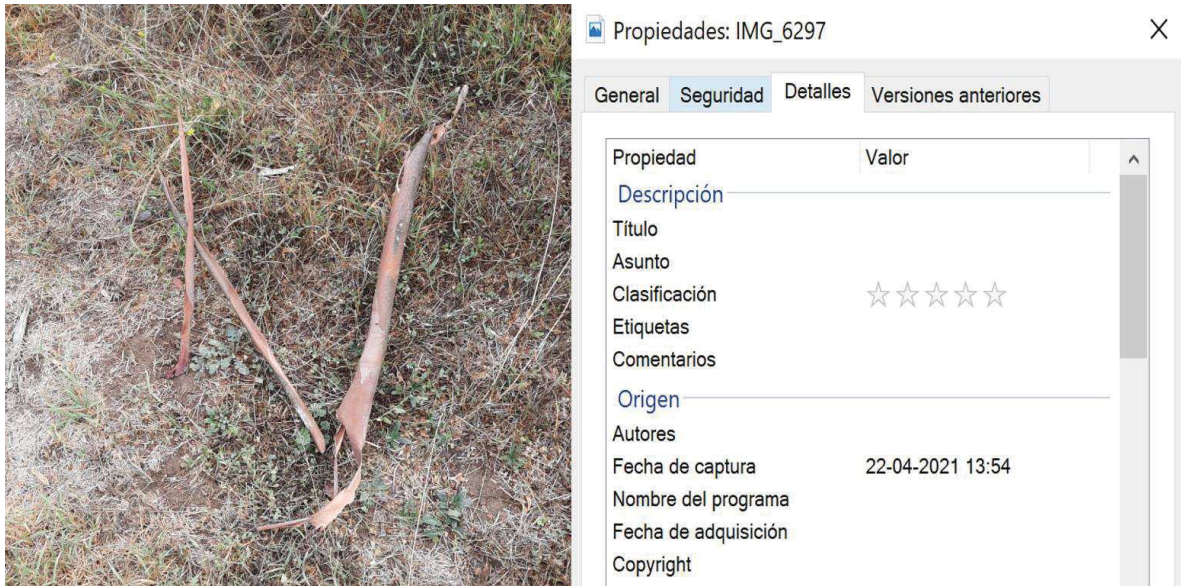 Propiedades: IMG_6297
General Seguridad Detalles Versiones anteriores
Propiedad Valor
Descripción
Título
Asunto
Clasificación
Etiquetas
Comentarios
Origen
Autores
Fecha de captura 22-04-2021 13:54
Nombre del programa
Fecha de adquisición
Copyright